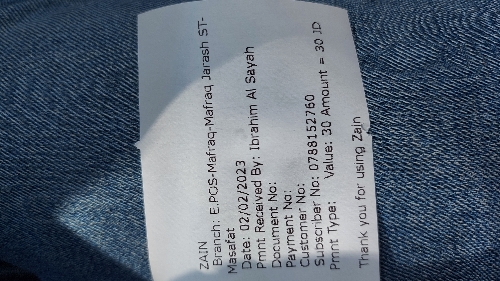 ZAIN
Branch: E.POS-Mafraq-Mafraq Jarash ST-
Masafat
Date: 02/02/2023
Pmnt Received By: Ibrahim Al Sayah
Document No:
Payment No:
Customer No:
Subscriber No: 0788152760
Pmnt Type: Value: 30 Amount = 30 JD
Thank you for using Zain